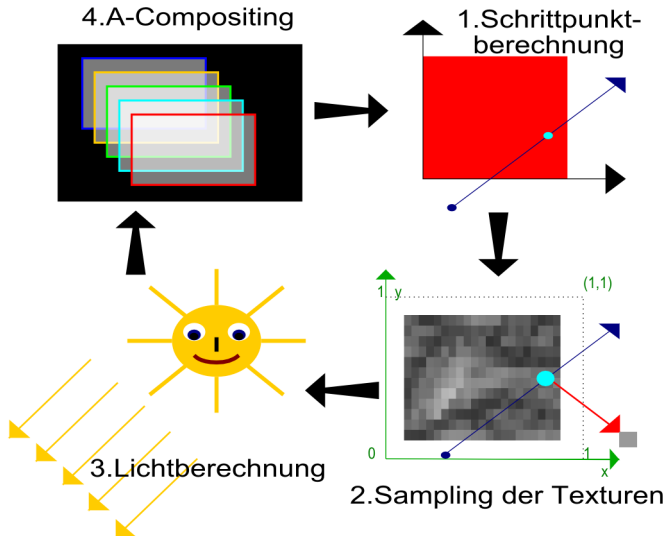 4.A-Compositing
1.Schrittpunkt-
berechnung
1 y
(1,1)
0
1
x
3.Lichtberechnung
2.Sampling der Texturen